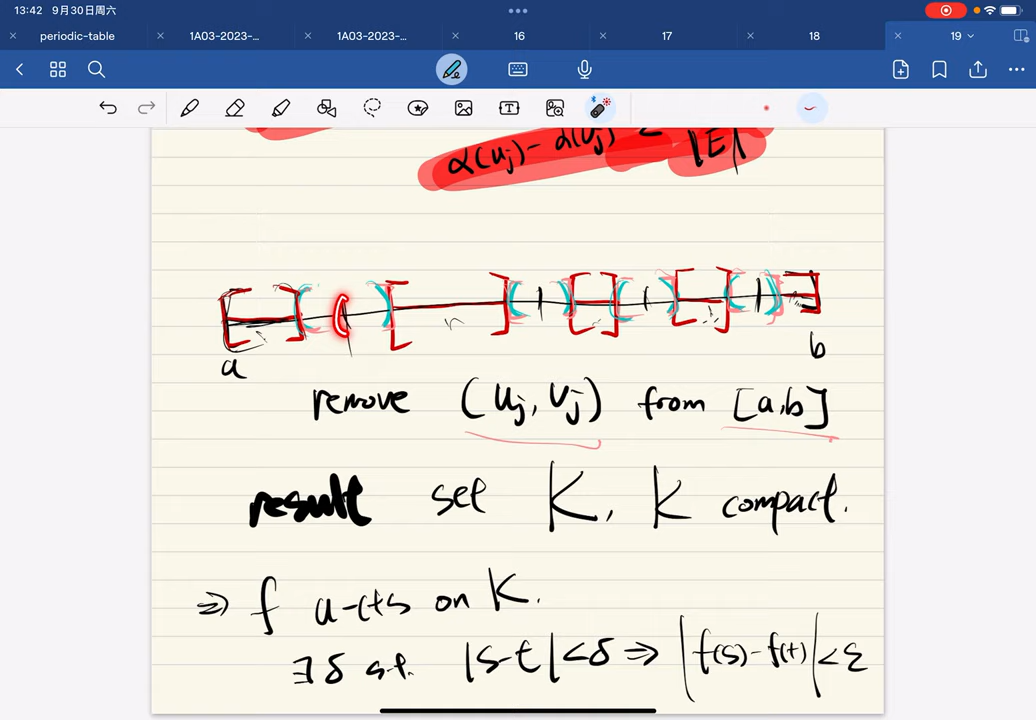 13:42 9月30日周六
periodic-table 1A03-2023-... 1A03-2023-... 16 17 18 19
α(vj) - α(uj) |E|
a b
remove (uj, vj) from [a,b]
result set K, K compact.
⇒ f u-cts on K.
∃ δ s.t. |s-t| < δ ⇒ |f(s) - f(t)| < ε